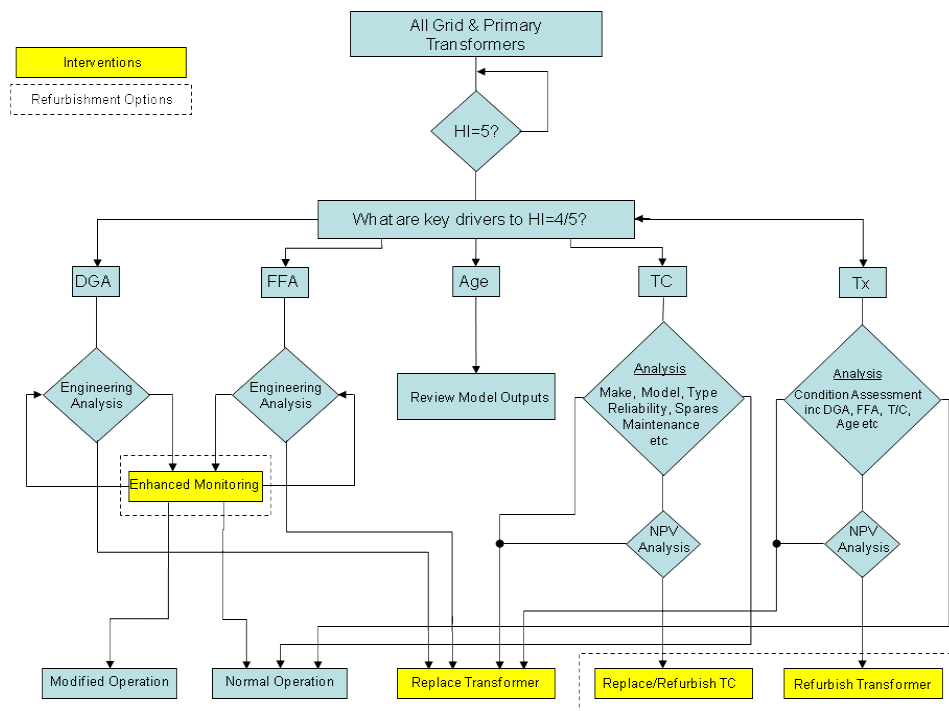 All Grid & Primary
Transformers
Interventions
Refurbishment Options
HI=5?
What are key drivers to HI=4/5?
DGA
FFA
Age
TC
Tx
Engineering
Analysis
Engineering
Analysis
Review Model Outputs
Analysis
Make, Model, Type
Reliability, Spares
Maintenance
etc
Analysis
Condition Assessment
inc DGA, FFA, T/C,
Age etc
Enhanced Monitoring
NPV
Analysis
NPV
Analysis
Modified Operation
Normal Operation
Replace Transformer
Replace/Refurbish TC
Refurbish Transformer